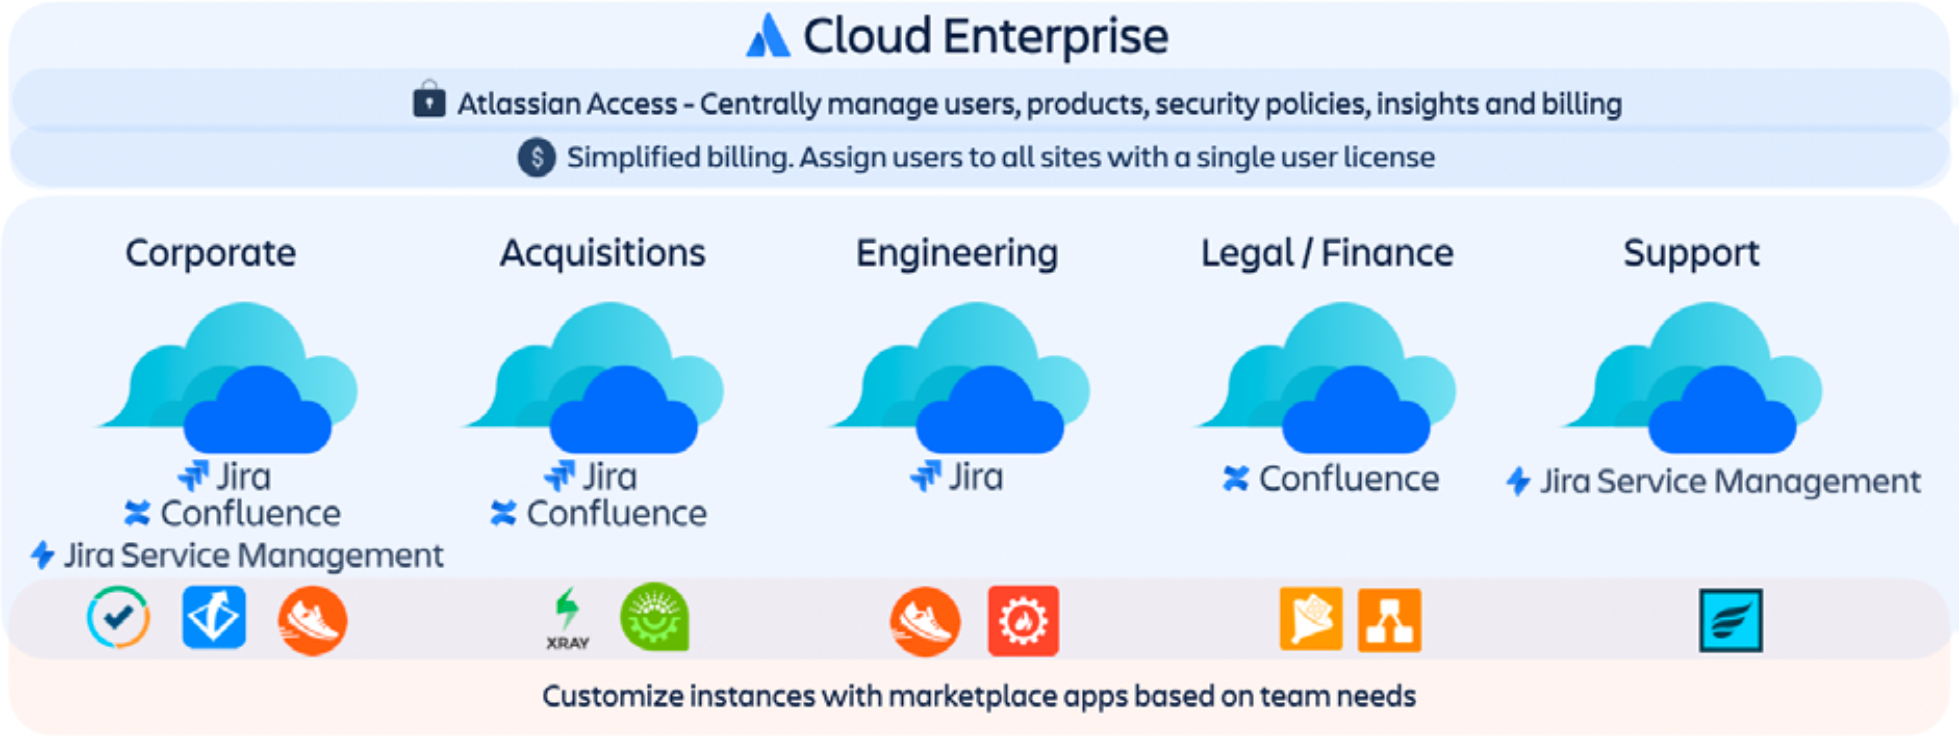 Cloud Enterprise
Atlassian Access - Centrally manage users, products, security policies, insights and billing
$ Simplified billing. Assign users to all sites with a single user license
Corporate
Acquisitions
Engineering
Legal / Finance
Support
Jira
Confluence
Jira Service Management
Jira
Confluence
Jira
Confluence
Jira Service Management
XRAY
Customize instances with marketplace apps based on team needs